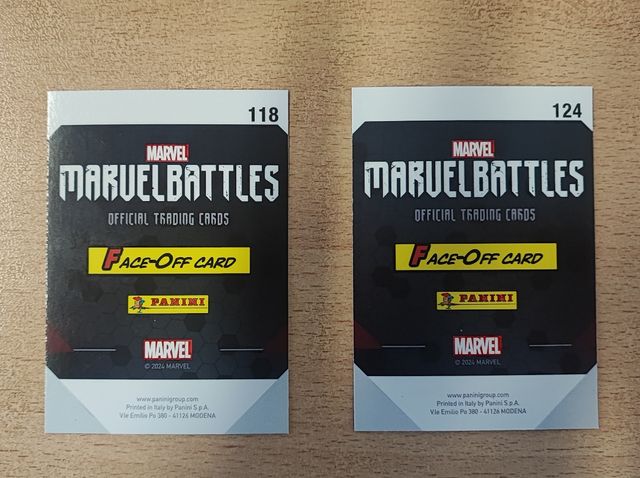 118
MARVEL
MARVELBATTLES
OFFICIAL TRADING CARDS
FACE-OFF CARD
PANINI
MARVEL
© 2024 MARVEL
www.paninigroup.com
Printed in Italy by Panini S.p.A.
V.le Emilio Po 380 - 41126 MODENA
124
MARVEL
MARVELBATTLES
OFFICIAL TRADING CARDS
FACE-OFF CARD
PANINI
MARVEL
© 2024 MARVEL
www.paninigroup.com
Printed in Italy by Panini S.p.A.
V.le Emilio Po 380 - 41126 MODENA